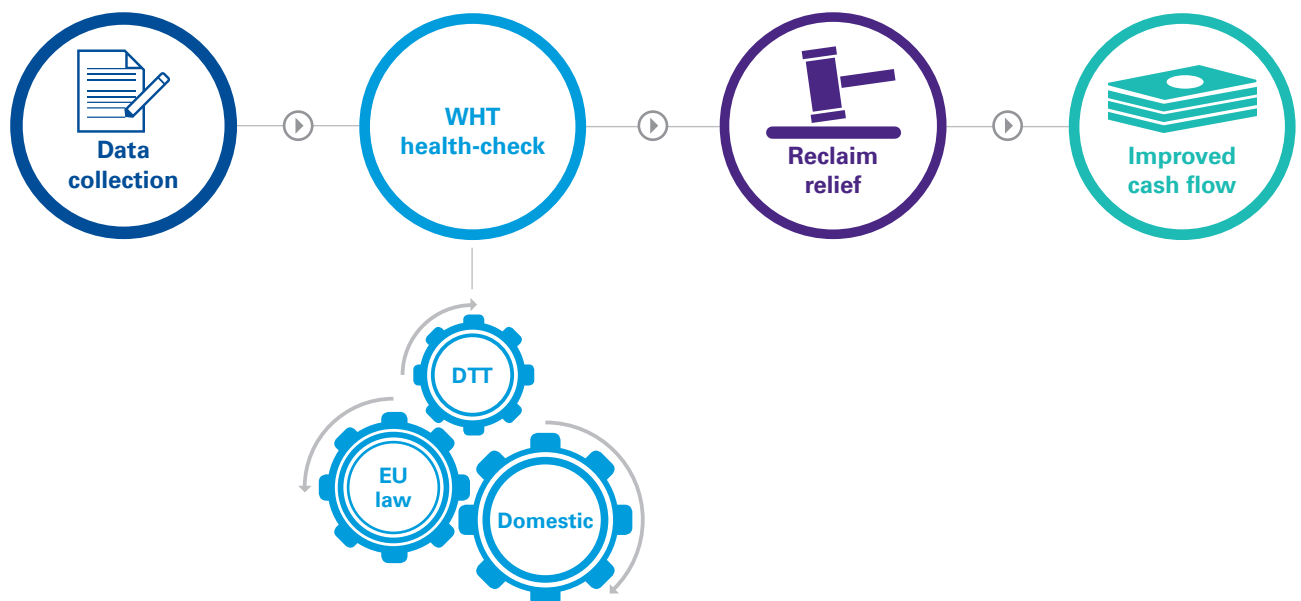 Data
collection
WHT
health-check
Reclaim
relief
Improved
cash flow
DTT
EU
law
Domestic